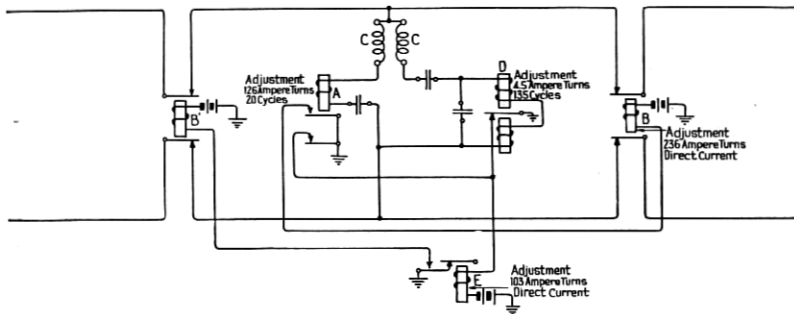 C C
Adjustment
126 Ampere Turns
20 Cycles
A
D
Adjustment
4.5 Ampere Turns
135 Cycles
B'
B
Adjustment
236 Ampere Turns
Direct Current
E
Adjustment
103 Ampere Turns
Direct Current